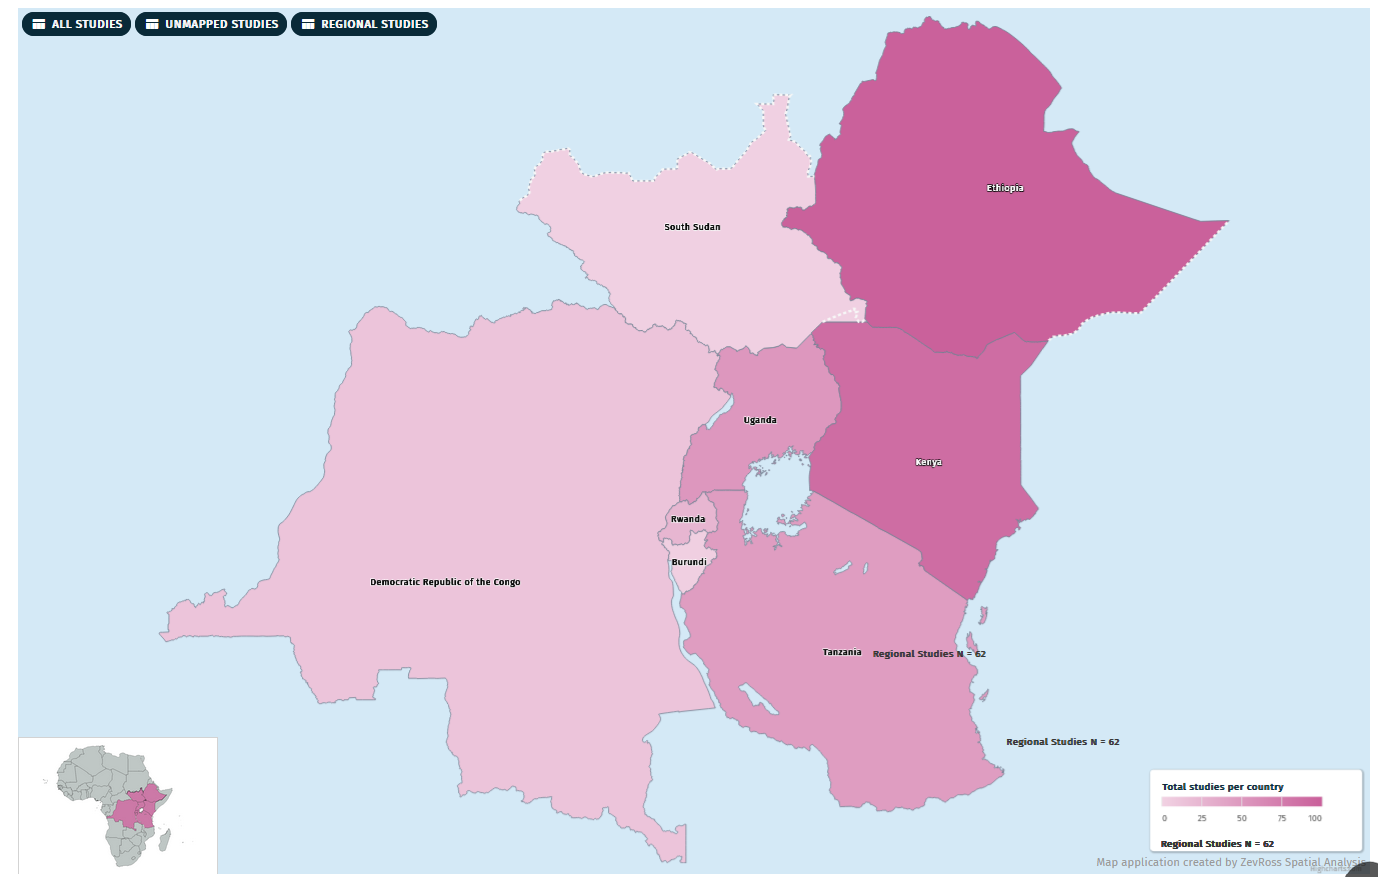 ALL STUDIES
UNMAPPED STUDIES
REGIONAL STUDIES
Ethiopia
South Sudan
Uganda
Kenya
Rwanda
Burundi
Democratic Republic of the Congo
Tanzania
Regional Studies N = 62
Regional Studies N = 62
Total studies per country
0 25 50 75 100
Regional Studies N = 62
Map application created by ZevRoss Spatial Analysis